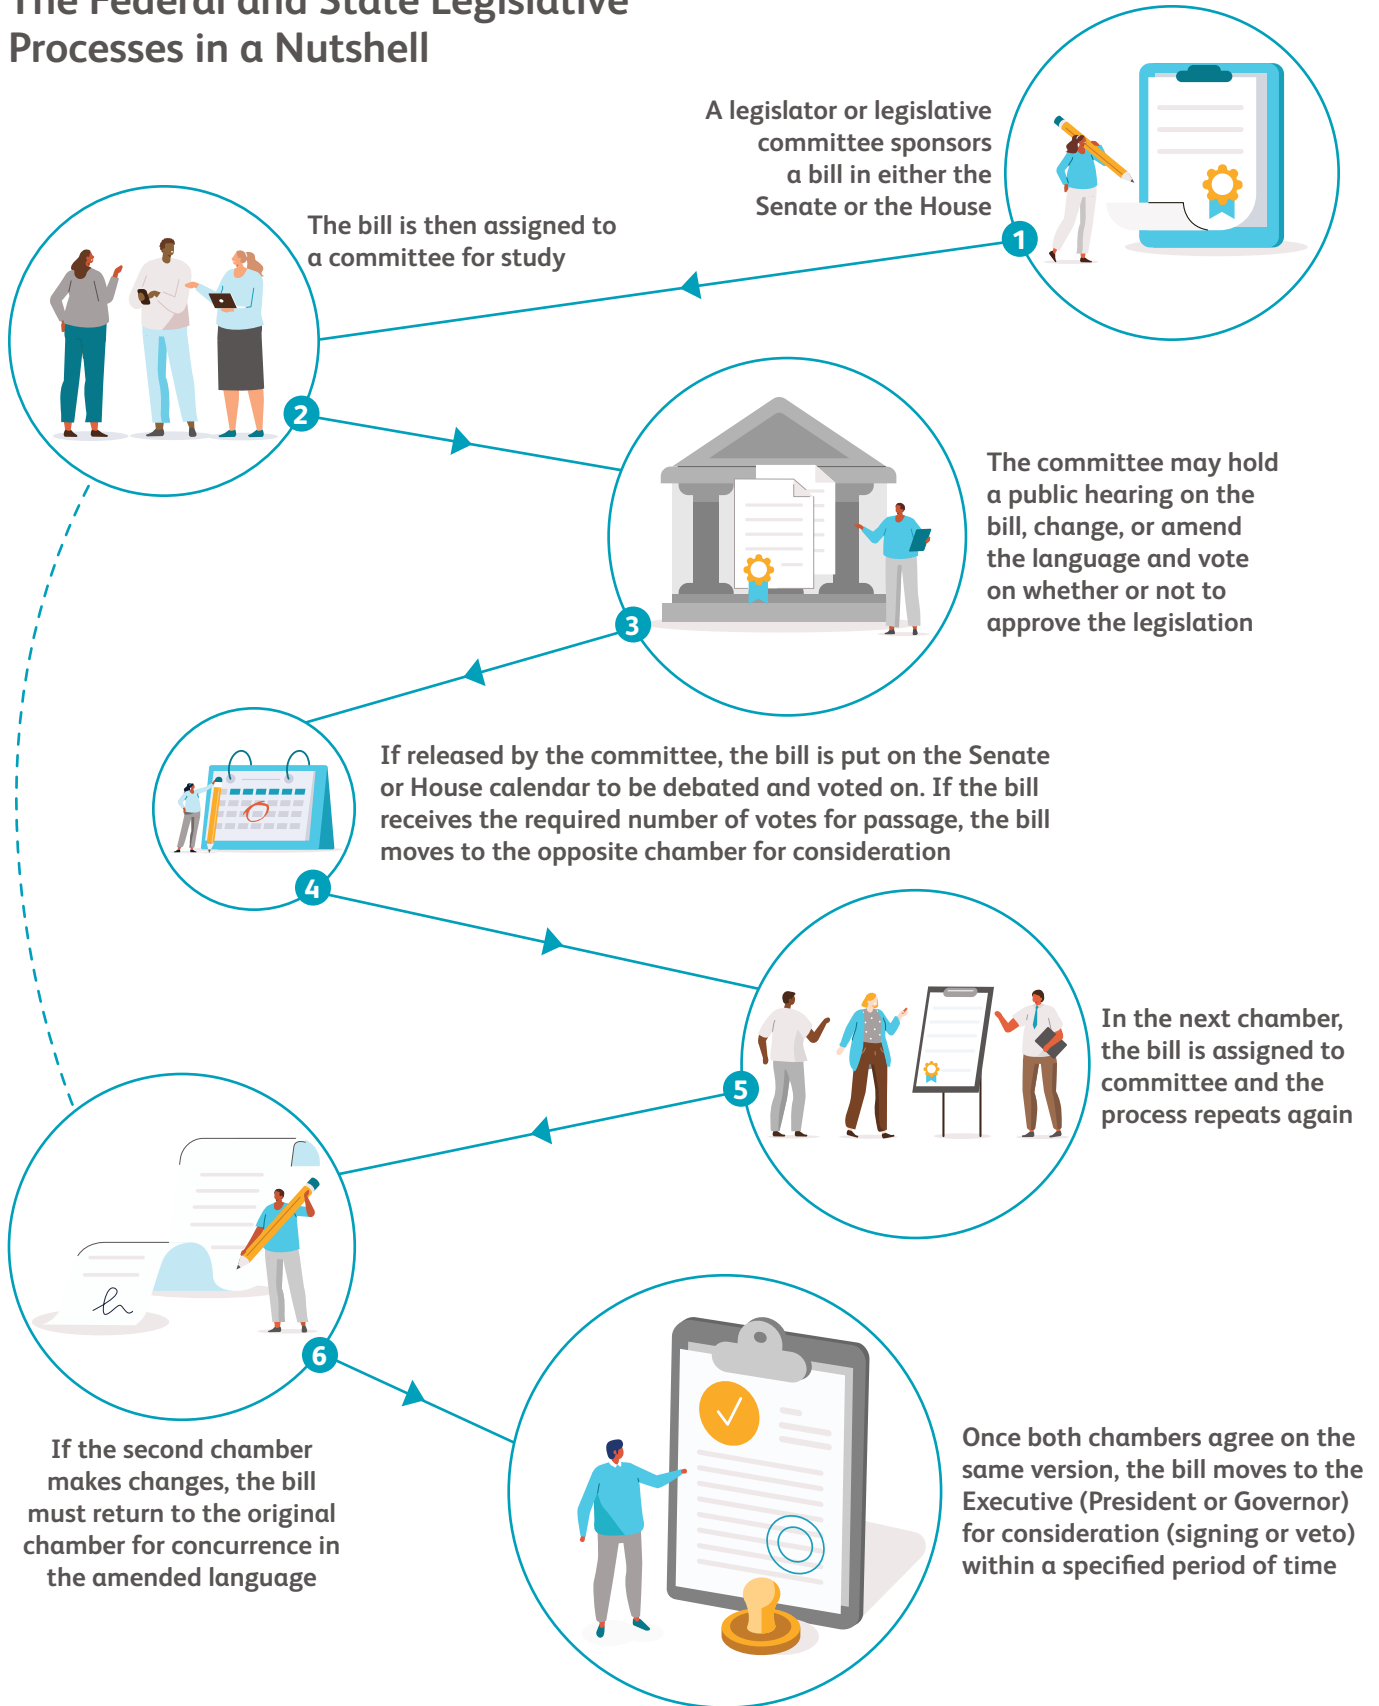 The Federal and State Legislative
Processes in a Nutshell
A legislator or legislative
committee sponsors
a bill in either the
Senate or the House
1
The bill is then assigned to
a committee for study
2
The committee may hold
a public hearing on the
bill, change, or amend
the language and vote
on whether or not to
approve the legislation
3
If released by the committee, the bill is put on the Senate
or House calendar to be debated and voted on. If the bill
receives the required number of votes for passage, the bill
moves to the opposite chamber for consideration
4
In the next chamber,
the bill is assigned to
committee and the
process repeats again
5
6
If the second chamber
makes changes, the bill
must return to the original
chamber for concurrence in
the amended language
Once both chambers agree on the
same version, the bill moves to the
Executive (President or Governor)
for consideration (signing or veto)
within a specified period of time